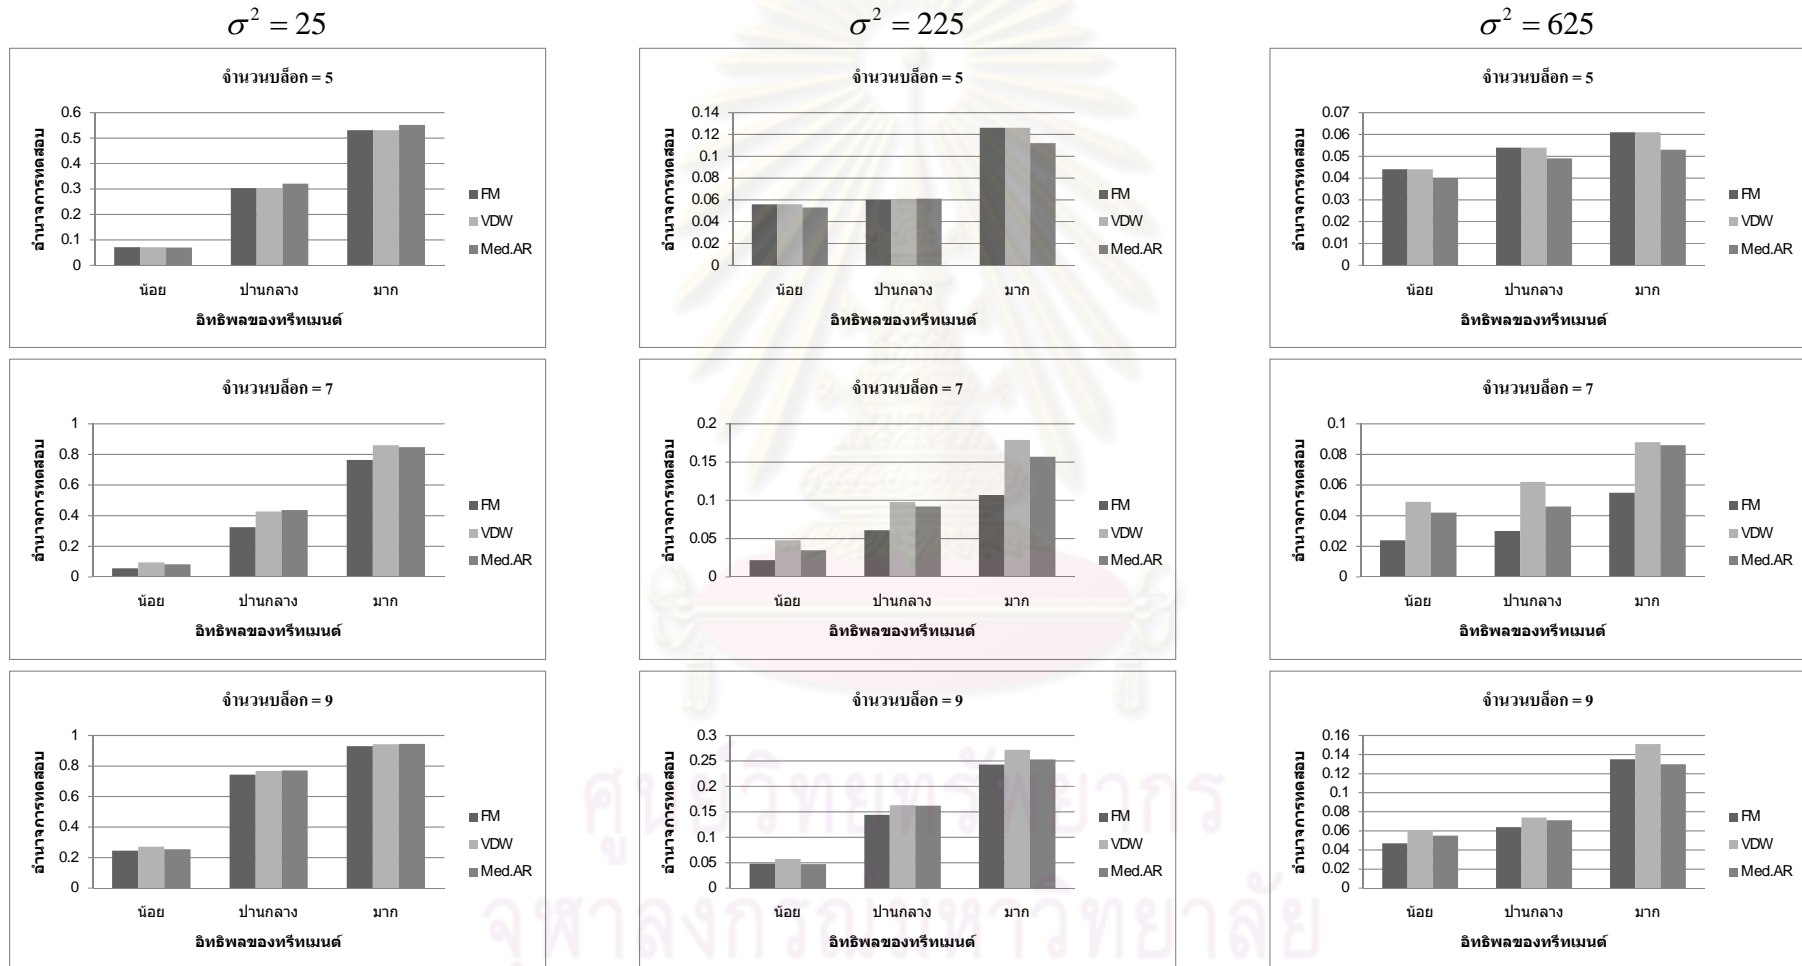 σ² = 25
σ² = 225
σ² = 625
จำนวนบล็อก = 5
อำนาจการทดสอบ
0.6
0.5
0.4
0.3
0.2
0.1
0
น้อย ปานกลาง มาก
อิทธิพลของทรีทเมนต์
FM
VDW
Med.AR
จำนวนบล็อก = 5
อำนาจการทดสอบ
0.14
0.12
0.1
0.08
0.06
0.04
0.02
0
น้อย ปานกลาง มาก
อิทธิพลของทรีทเมนต์
FM
VDW
Med.AR
จำนวนบล็อก = 5
อำนาจการทดสอบ
0.07
0.06
0.05
0.04
0.03
0.02
0.01
0
น้อย ปานกลาง มาก
อิทธิพลของทรีทเมนต์
FM
VDW
Med.AR
จำนวนบล็อก = 7
อำนาจการทดสอบ
1
0.8
0.6
0.4
0.2
0
น้อย ปานกลาง มาก
อิทธิพลของทรีทเมนต์
FM
VDW
Med.AR
จำนวนบล็อก = 7
อำนาจการทดสอบ
0.2
0.15
0.1
0.05
0
น้อย ปานกลาง มาก
อิทธิพลของทรีทเมนต์
FM
VDW
Med.AR
จำนวนบล็อก = 7
อำนาจการทดสอบ
0.1
0.08
0.06
0.04
0.02
0
น้อย ปานกลาง มาก
อิทธิพลของทรีทเมนต์
FM
VDW
Med.AR
จำนวนบล็อก = 9
อำนาจการทดสอบ
1
0.8
0.6
0.4
0.2
0
น้อย ปานกลาง มาก
อิทธิพลของทรีทเมนต์
FM
VDW
Med.AR
จำนวนบล็อก = 9
อำนาจการทดสอบ
0.3
0.25
0.2
0.15
0.1
0.05
0
น้อย ปานกลาง มาก
อิทธิพลของทรีทเมนต์
FM
VDW
Med.AR
จำนวนบล็อก = 9
อำนาจการทดสอบ
0.16
0.14
0.12
0.1
0.08
0.06
0.04
0.02
0
น้อย ปานกลาง มาก
อิทธิพลของทรีทเมนต์
FM
VDW
Med.AR
ศูนย์วิทยทรัพยากร
จุฬาลงกรณ์มหาวิทยาลัย